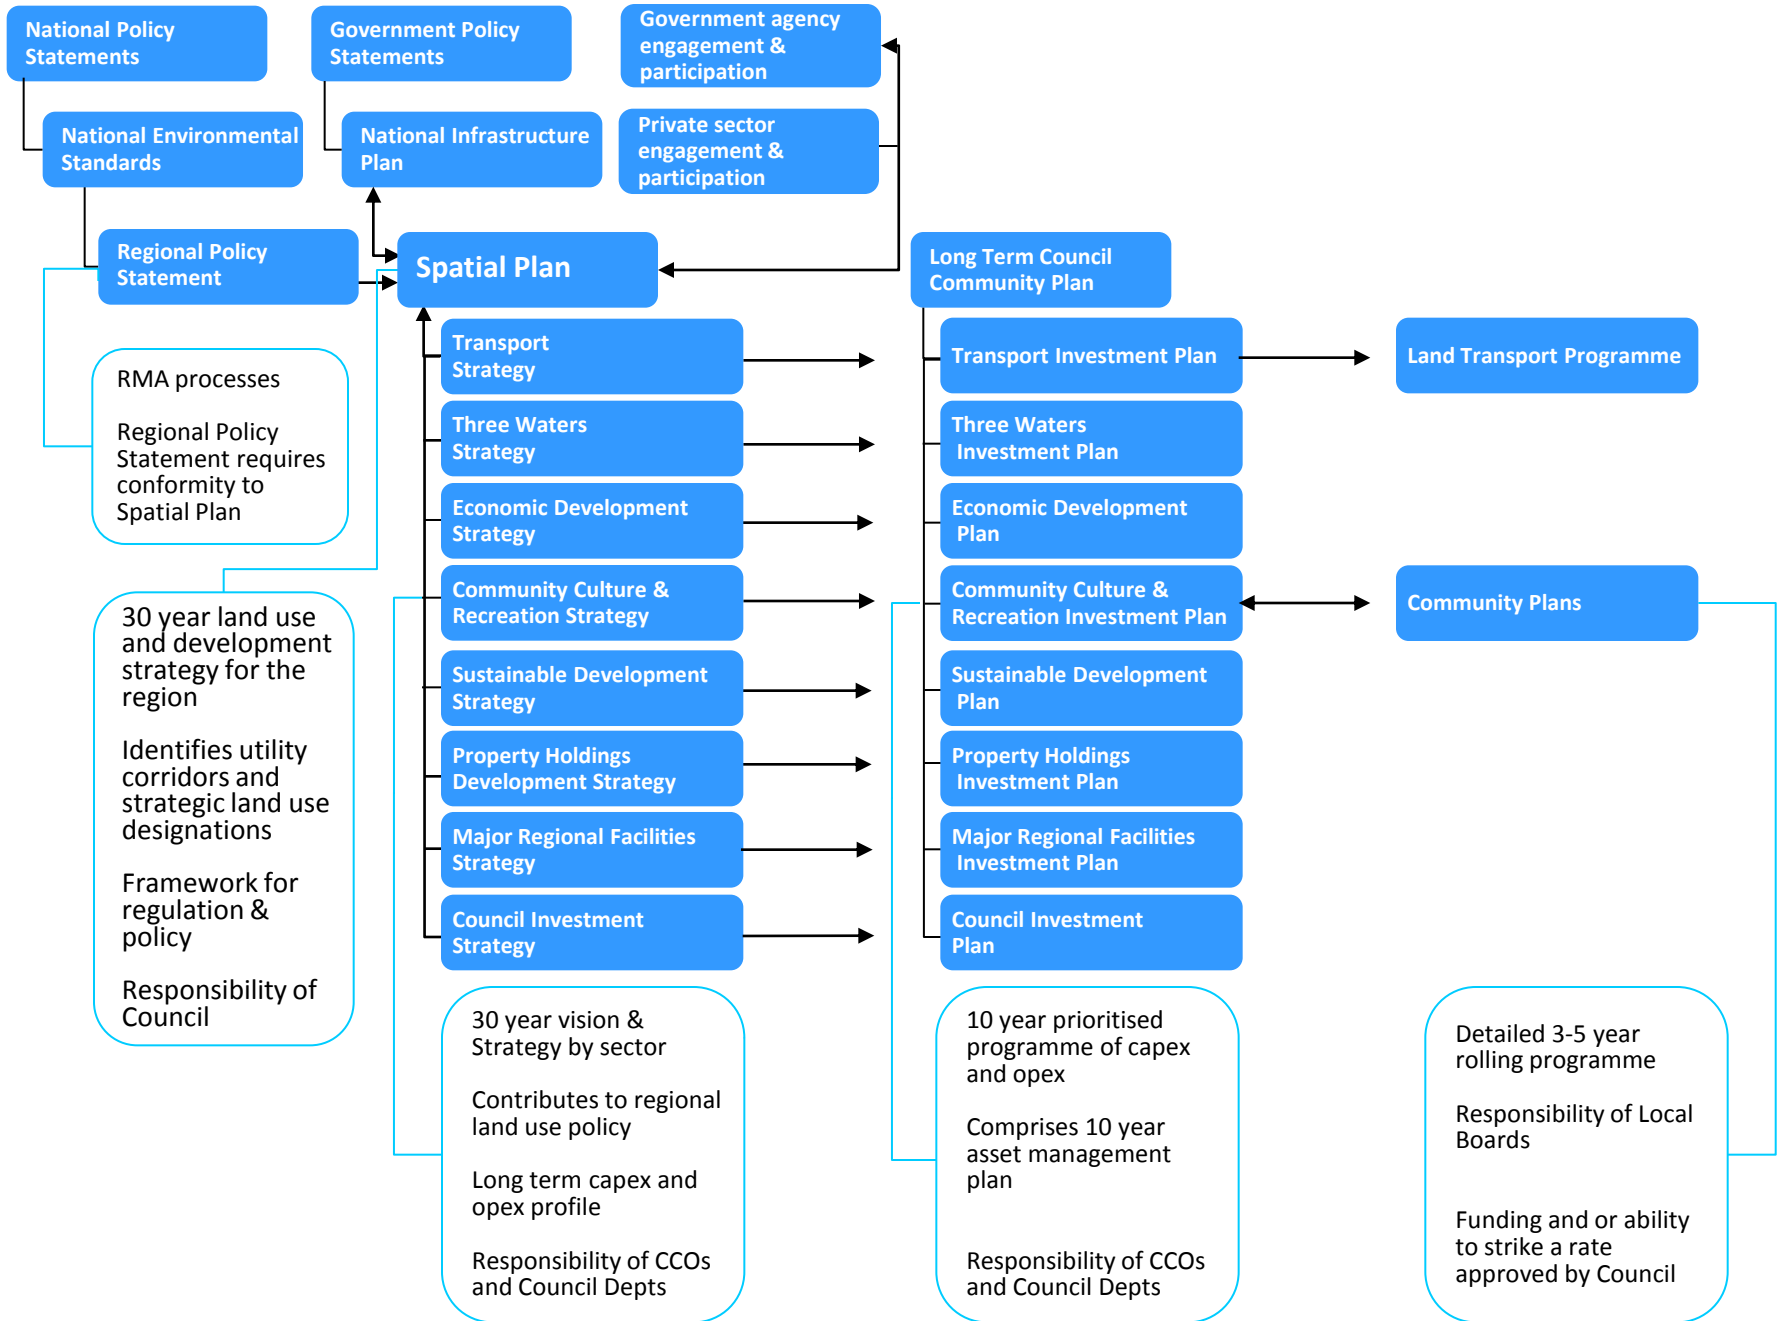 National Policy
Statements
Government Policy
Statements
Government agency
engagement &
participation
National Environmental
Standards
National Infrastructure
Plan
Private sector
engagement &
participation
Regional Policy
Statement
Spatial Plan
Long Term Council
Community Plan
RMA processes
Regional Policy
Statement requires
conformity to
Spatial Plan
30 year land use
and development
strategy for the
region
Identifies utility
corridors and
strategic land use
designations
Framework for
regulation &
policy
Responsibility of
Council
Transport
Strategy
Three Waters
Strategy
Economic Development
Strategy
Community Culture &
Recreation Strategy
Sustainable Development
Strategy
Property Holdings
Development Strategy
Major Regional Facilities
Strategy
Council Investment
Strategy
30 year vision &
Strategy by sector
Contributes to regional
land use policy
Long term capex and
opex profile
Responsibility of CCOs
and Council Depts
Transport Investment Plan
Three Waters
Investment Plan
Economic Development
Plan
Community Culture &
Recreation Investment Plan
Sustainable Development
Plan
Property Holdings
Investment Plan
Major Regional Facilities
Investment Plan
Council Investment
Plan
10 year prioritised
programme of capex
and opex
Comprises 10 year
asset management
plan
Responsibility of CCOs
and Council Depts
Land Transport Programme
Community Plans
Detailed 3-5 year
rolling programme
Responsibility of Local
Boards
Funding and or ability
to strike a rate
approved by Council